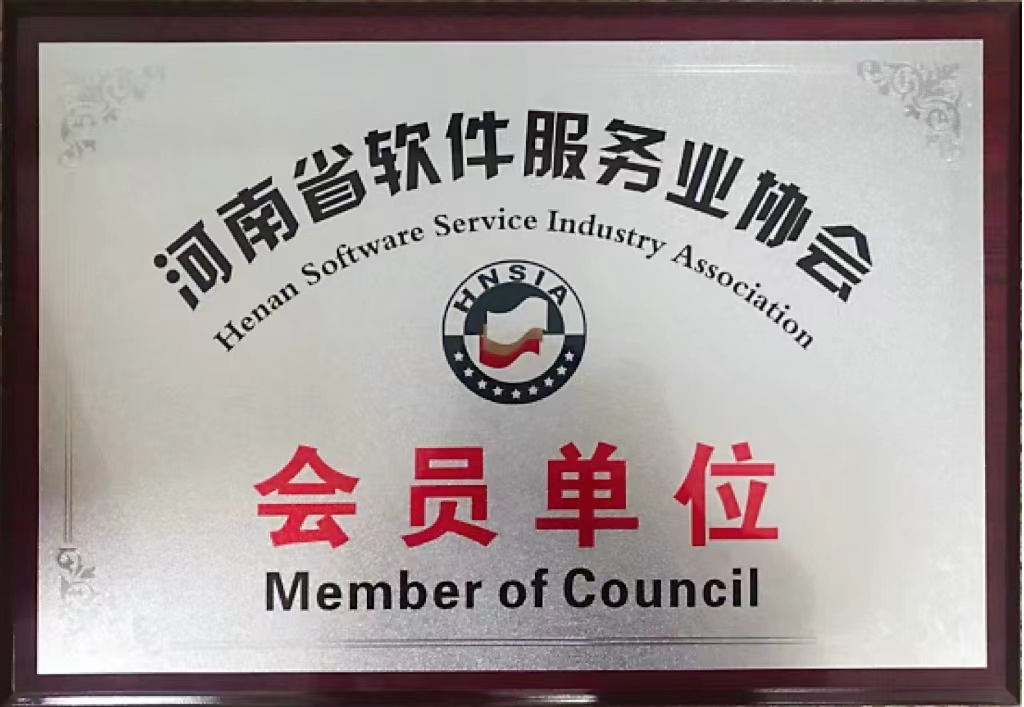 河南省软件服务业协会
Henan Software Service Industry Association
HNSIA
会员单位
Member of Council